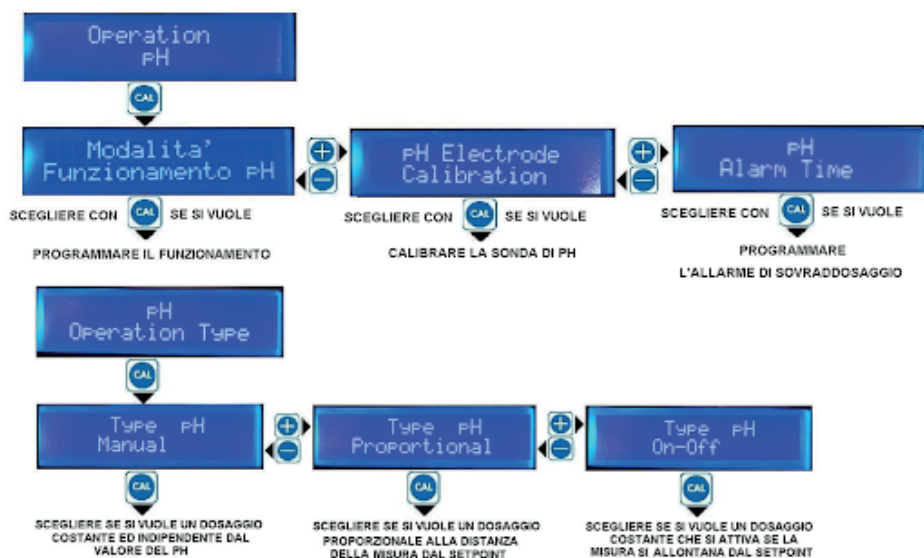 Operation
pH
CAL
Modalita'
Funzionamento pH
+
-
pH Electrode
Calibration
+
-
pH
Alarm Time
SCEGLIERE CON CAL SE SI VUOLE
PROGRAMMARE IL FUNZIONAMENTO
SCEGLIERE CON CAL SE SI VUOLE
CALIBRARE LA SONDA DI PH
SCEGLIERE CON CAL SE SI VUOLE
PROGRAMMARE
L'ALLARME DI SOVRADDOSAGGIO
pH
Operation Type
CAL
Type pH
Manual
+
-
Type pH
Proportional
+
-
Type pH
On-Off
CAL
CAL
CAL
SCEGLIERE SE SI VUOLE UN DOSAGGIO
COSTANTE ED INDIPENDENTE DAL
VALORE DEL PH
SCEGLIERE SE SI VUOLE UN DOSAGGIO
PROPORZIONALE ALLA DISTANZA
DELLA MISURA DAL SETPOINT
SCEGLIERE SE SI VUOLE UN DOSAGGIO
COSTANTE CHE SI ATTIVA SE LA
MISURA SI ALLONTANA DAL SETPOINT